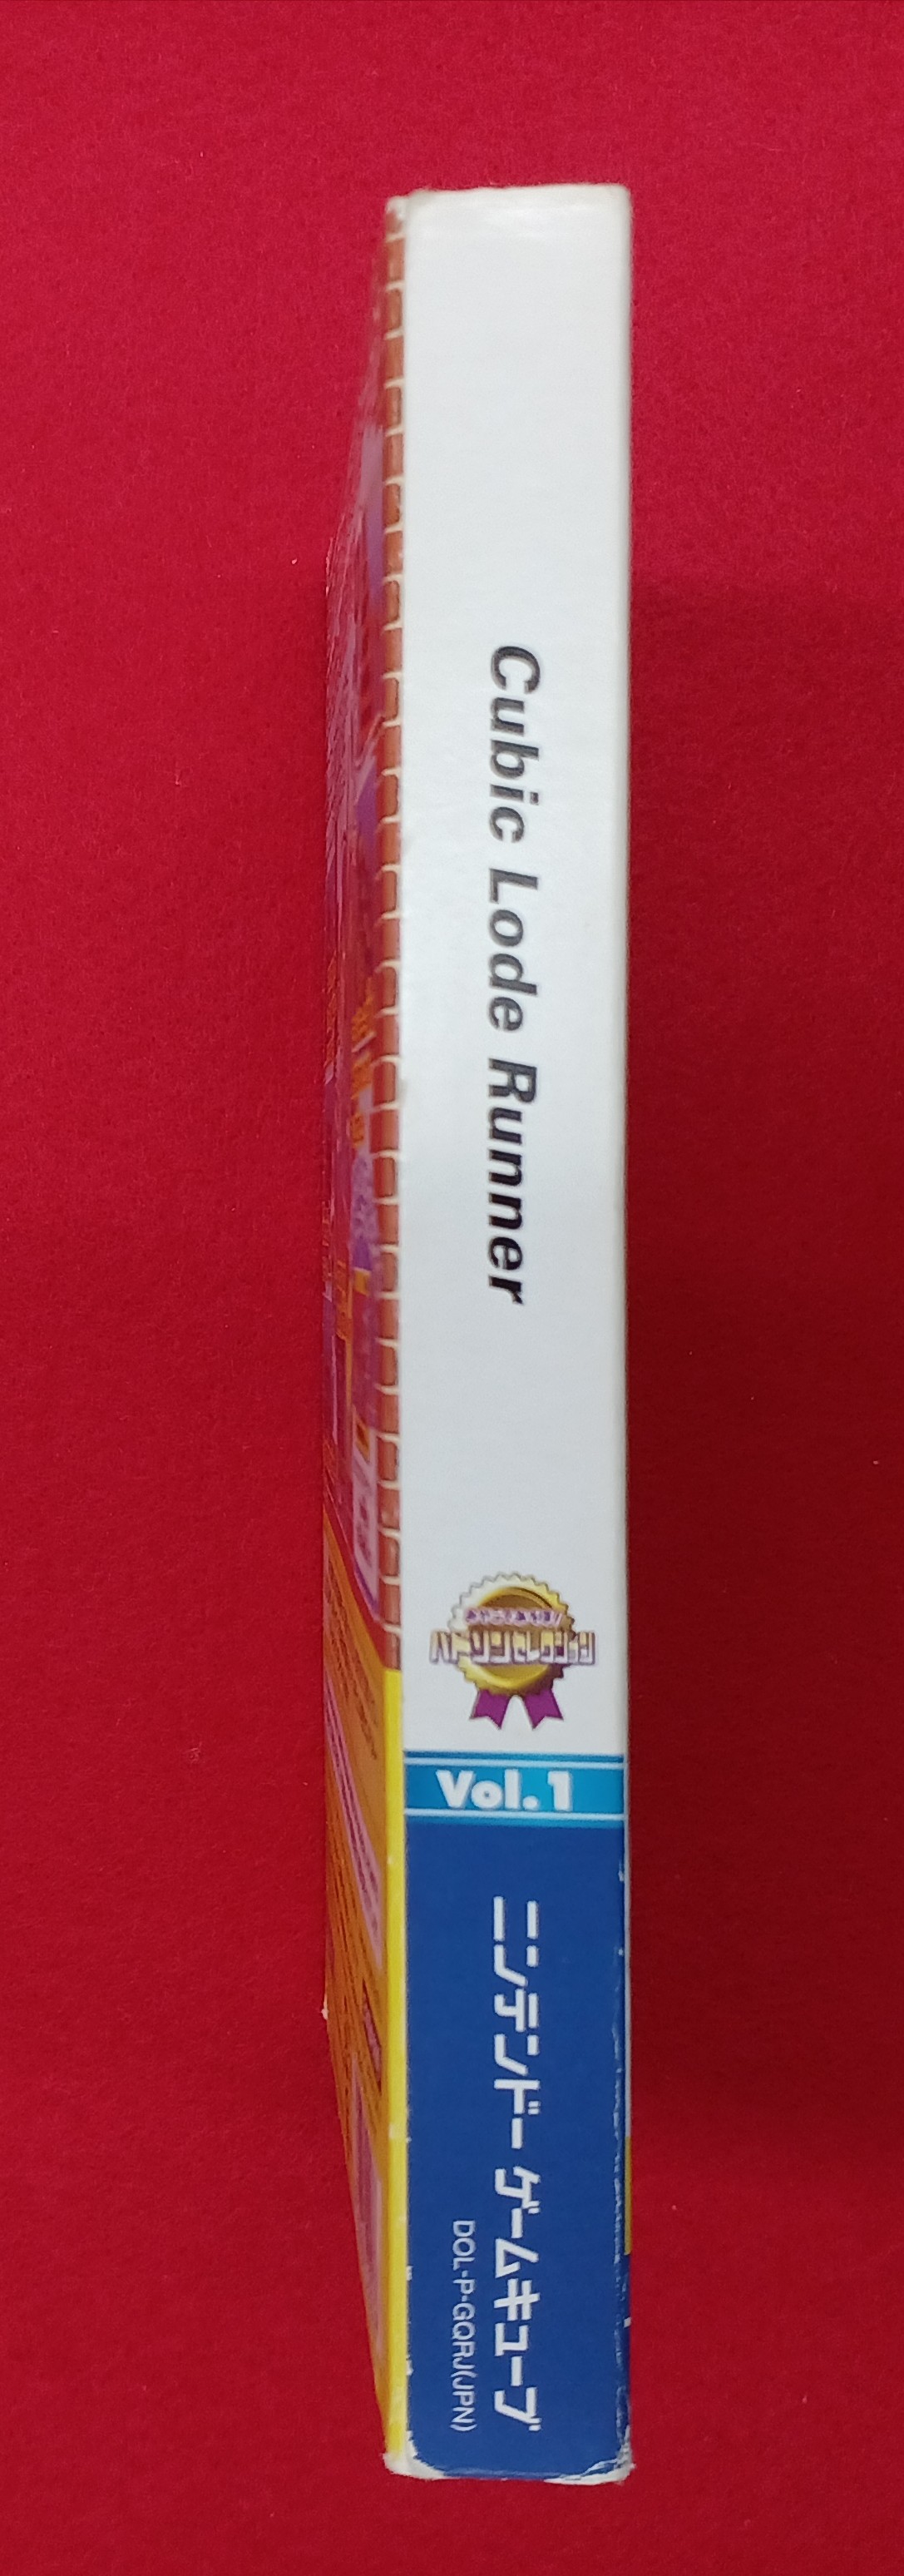 Cubic Lode Runner
ハドソンセレクション
Vol.1
ニンテンドー ゲームキューブ
DOL-P-GQRJ(JPN)